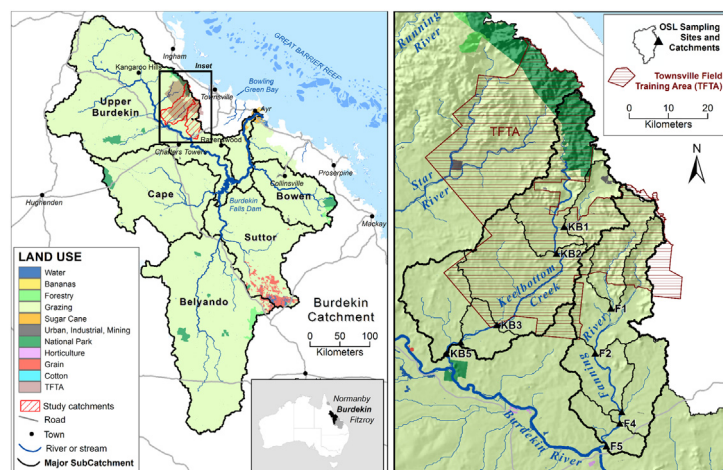 Ingham
GREAT BARRIER REEF
Kangaroo Hills
Inset
Bowling
Green Bay
Townsville
Upper
Burdekin
Ayr
Ravenswood
Charters Towers
Cape
Collinsville
Proserpine
Bowen
Hughenden
Burdekin
Falls Dam
Mackay
Suttor
Belyando
Burdekin
Catchment
0 50 100
Kilometers
LAND USE
Water
Bananas
Forestry
Grazing
Sugar Cane
Urban, Industrial, Mining
National Park
Horticulture
Grain
Cotton
TFTA
Study catchments
Road
Town
River or stream
Major SubCatchment
Normanby
Burdekin
Fitzroy
Running
River
TFTA
Star
River
KB1
KB2
Keelbottom
Creek
KB3
KB5
F1
F2
Fanning
River
F4
F5
Burdekin River
OSL Sampling
Sites and
Catchments
Townsville Field
Training Area (TFTA)
0 10 20
Kilometers
N